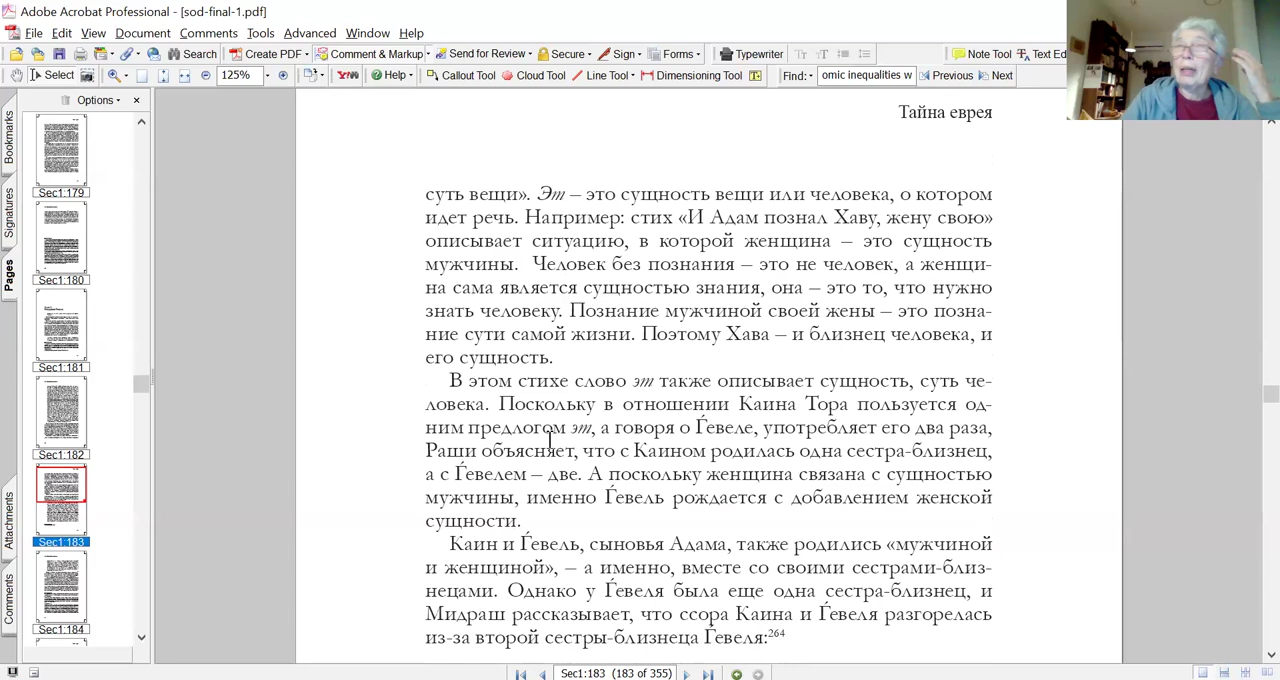 Adobe Acrobat Professional - [sod-final-1.pdf]
File Edit View Document Comments Tools Advanced Window Help
Search Create PDF Comment & Markup Send for Review Secure Sign Forms Typewriter Note Tool Text Ed
Select 125% Help Callout Tool Cloud Tool Line Tool Dimensioning Tool Find: omic inequalities w Previous Next
Options
Bookmarks
Signatures
Pages
Attachments
Comments
Sec1:179
Sec1:180
Sec1:181
Sec1:182
Sec1:183
Sec1:184
Тайна еврея
суть вещи». Эт – это сущность вещи или человека, о котором
идет речь. Например: стих «И Адам познал Хаву, жену свою»
описывает ситуацию, в которой женщина – это сущность
мужчины. Человек без познания – это не человек, а женщи-
на сама является сущностью знания, она – это то, что нужно
знать человеку. Познание мужчиной своей жены – это позна-
ние сути самой жизни. Поэтому Хава – и близнец человека, и
его сущность.
В этом стихе слово эт также описывает сущность, суть че-
ловека. Поскольку в отношении Каина Тора пользуется од-
ним предлогом эт, а говоря о Ѓевеле, употребляет его два раза,
Раши объясняет, что с Каином родилась одна сестра-близнец,
а с Ѓевелем – две. А поскольку женщина связана с сущностью
мужчины, именно Ѓевель рождается с добавлением женской
сущности.
Каин и Ѓевель, сыновья Адама, также родились «мужчиной
и женщиной», – а именно, вместе со своими сестрами-близ-
нецами. Однако у Ѓевеля была еще одна сестра-близнец, и
Мидраш рассказывает, что ссора Каина и Ѓевеля разгорелась
из-за второй сестры-близнеца Ѓевеля:264
Sec1:183 (183 of 355)